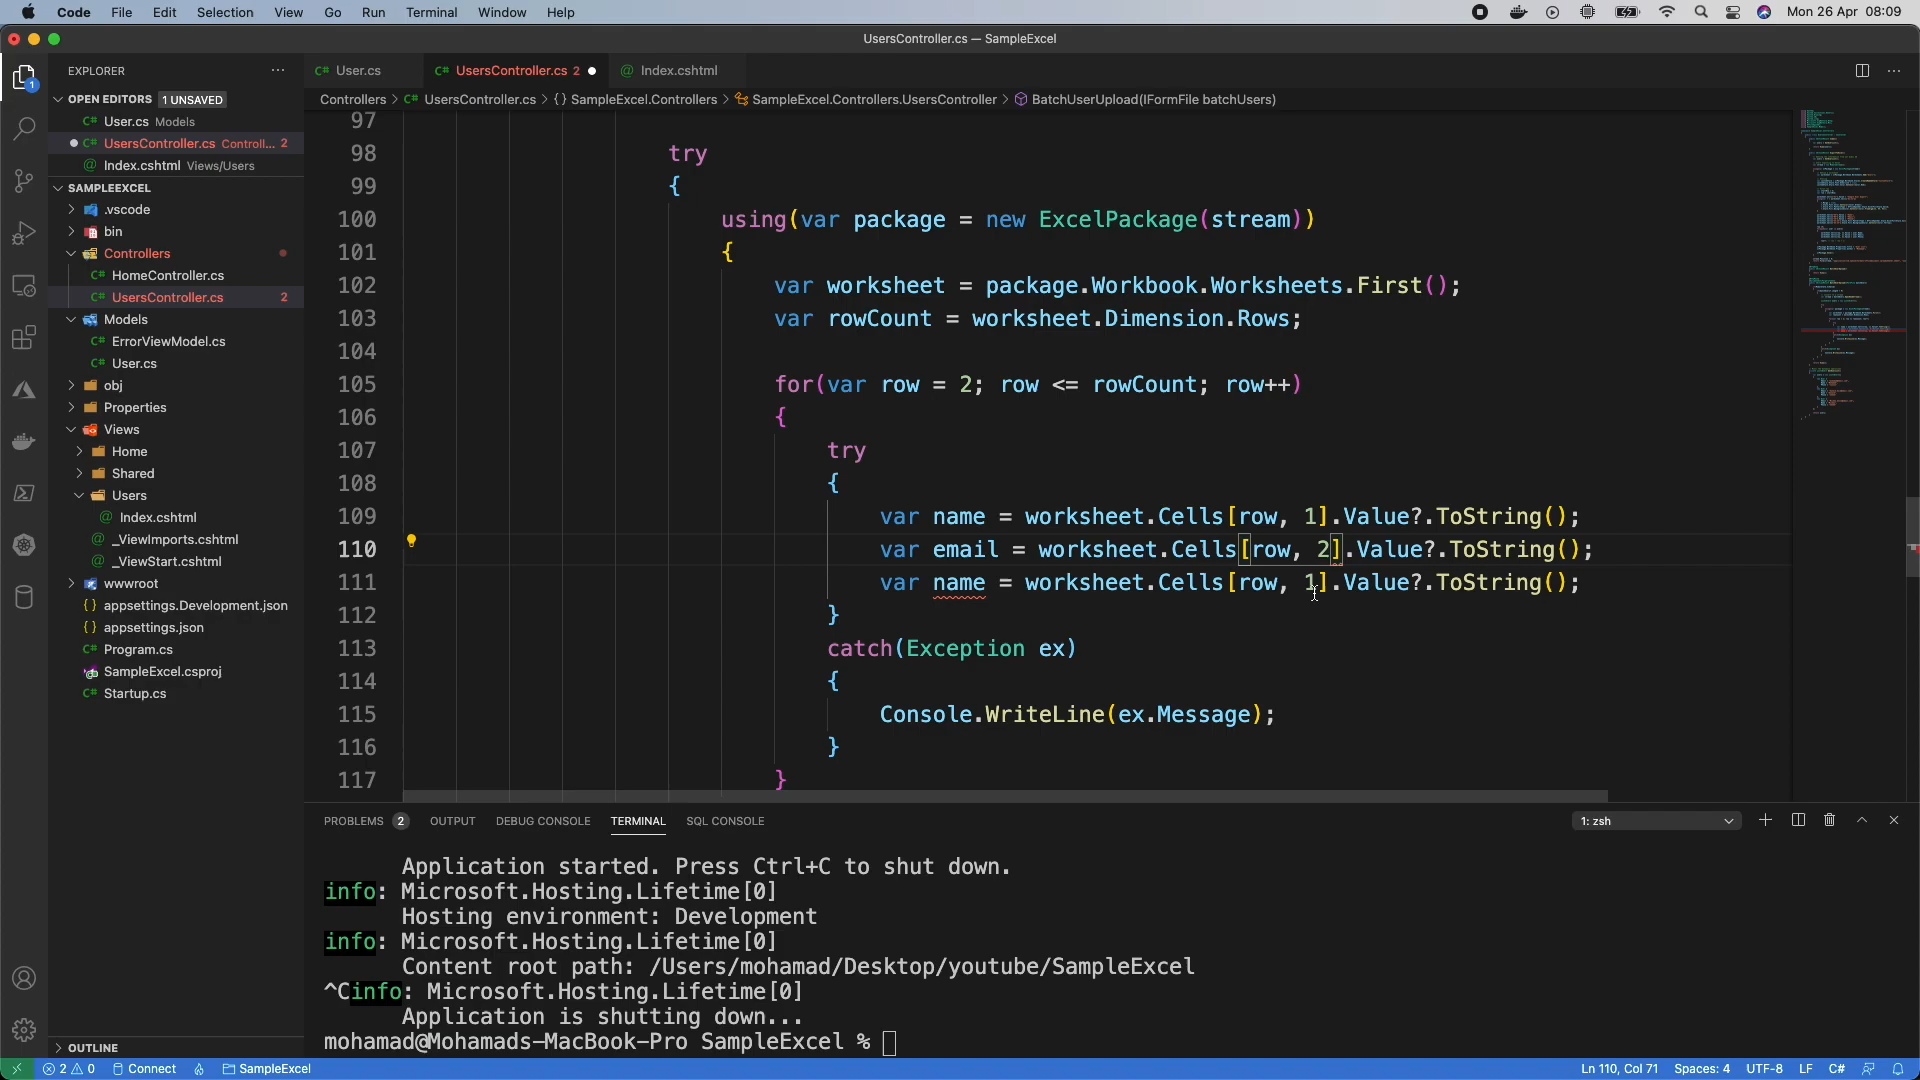 Code File Edit Selection View Go Run Terminal Window Help Mon 26 Apr 08:09
UsersController.cs — SampleExcel
EXPLORER
OPEN EDITORS 1 UNSAVED
C# User.cs Models
C# UsersController.cs Controll... 2
@ Index.cshtml Views/Users
SAMPLEEXCEL
.vscode
bin
Controllers
C# HomeController.cs
C# UsersController.cs 2
Models
C# ErrorViewModel.cs
C# User.cs
obj
Properties
Views
Home
Shared
Users
@ Index.cshtml
@ _ViewImports.cshtml
@ _ViewStart.cshtml
wwwroot
{} appsettings.Development.json
{} appsettings.json
C# Program.cs
SampleExcel.csproj
C# Startup.cs
OUTLINE
C# User.cs C# UsersController.cs 2 @ Index.cshtml
Controllers > C# UsersController.cs > {} SampleExcel.Controllers > SampleExcel.Controllers.UsersController > BatchUserUpload(IFormFile batchUsers)
97
98 try
99 {
100 using(var package = new ExcelPackage(stream))
101 {
102 var worksheet = package.Workbook.Worksheets.First();
103 var rowCount = worksheet.Dimension.Rows;
104
105 for(var row = 2; row <= rowCount; row++)
106 {
107 try
108 {
109 var name = worksheet.Cells[row, 1].Value?.ToString();
110 var email = worksheet.Cells[row, 2].Value?.ToString();
111 var name = worksheet.Cells[row, 1].Value?.ToString();
112 }
113 catch(Exception ex)
114 {
115 Console.WriteLine(ex.Message);
116 }
117 }
PROBLEMS 2 OUTPUT DEBUG CONSOLE TERMINAL SQL CONSOLE 1: zsh
Application started. Press Ctrl+C to shut down.
info: Microsoft.Hosting.Lifetime[0]
Hosting environment: Development
info: Microsoft.Hosting.Lifetime[0]
Content root path: /Users/mohamad/Desktop/youtube/SampleExcel
^Cinfo: Microsoft.Hosting.Lifetime[0]
Application is shutting down...
mohamad@Mohamads-MacBook-Pro SampleExcel %
2 0 Connect SampleExcel Ln 110, Col 71 Spaces: 4 UTF-8 LF C#